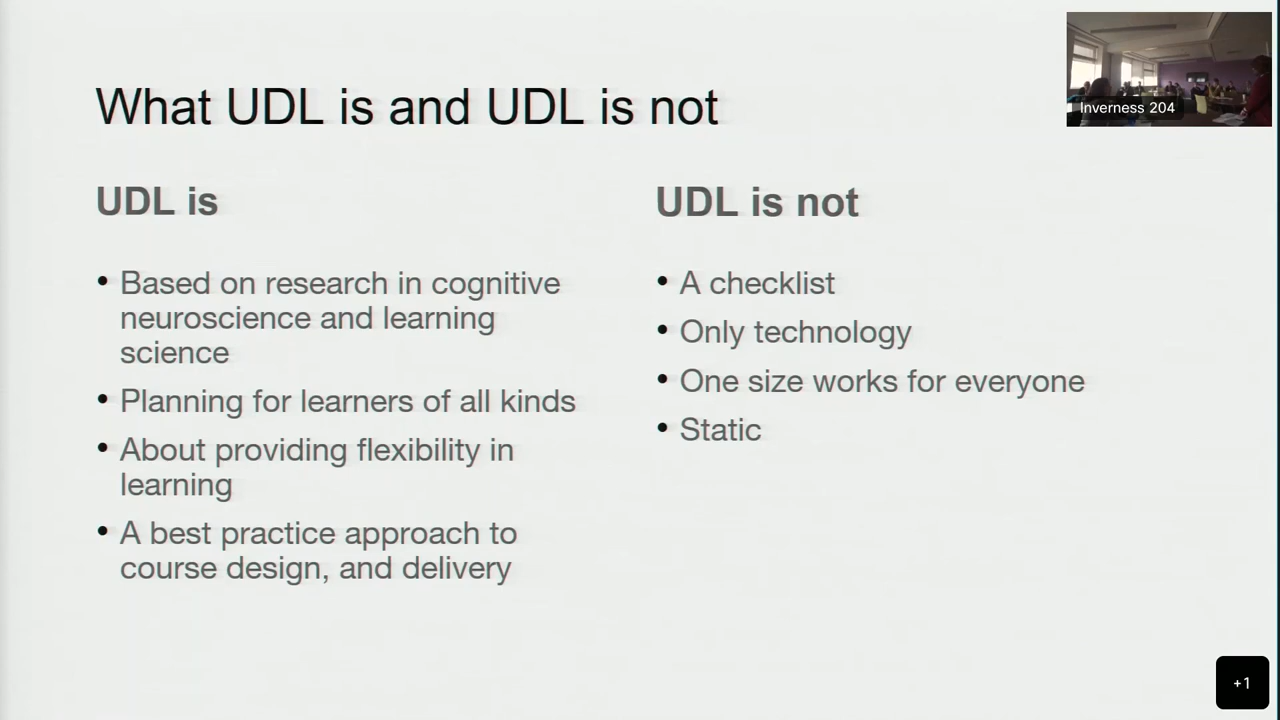 What UDL is and UDL is not
Inverness 204
UDL is
• Based on research in cognitive
neuroscience and learning
science
• Planning for learners of all kinds
• About providing flexibility in
learning
• A best practice approach to
course design, and delivery
UDL is not
• A checklist
• Only technology
• One size works for everyone
• Static
+1